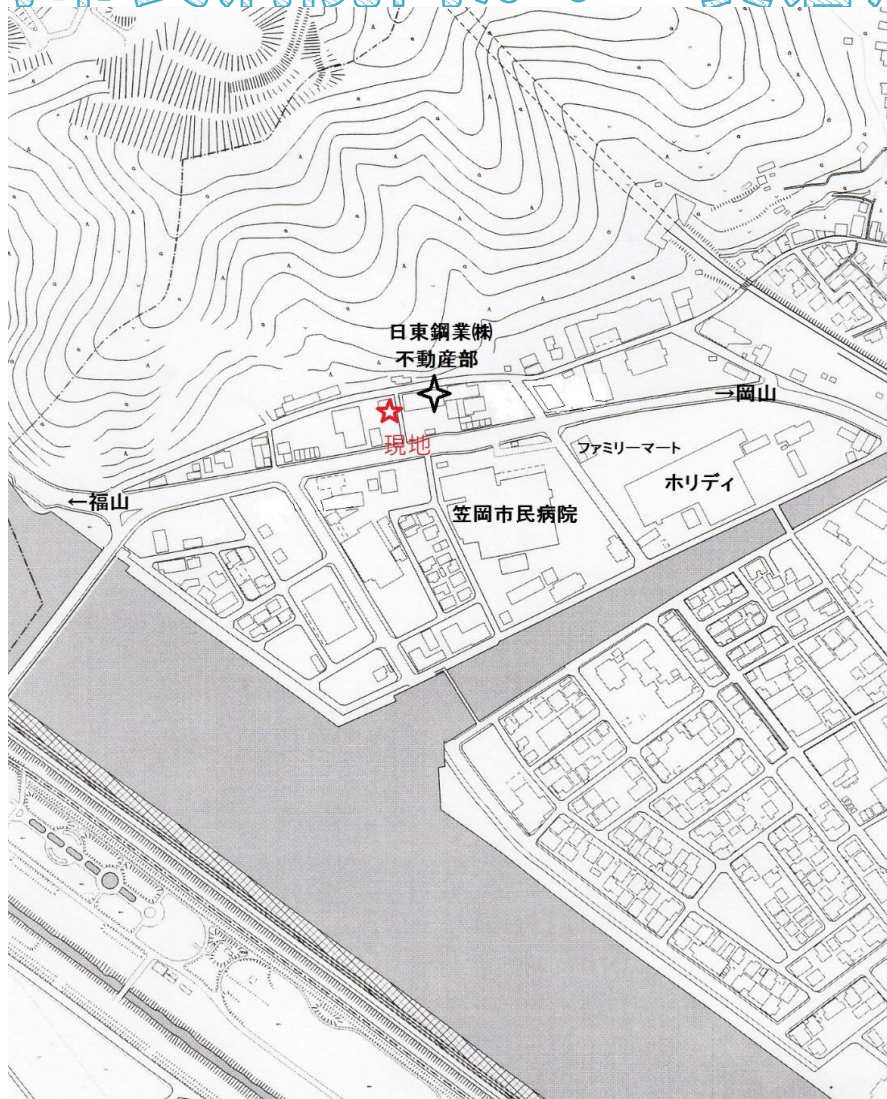 日東鋼業㈱
不動産部
→岡山
現地
ファミリーマート
ホリディ
←福山
笠岡市民病院